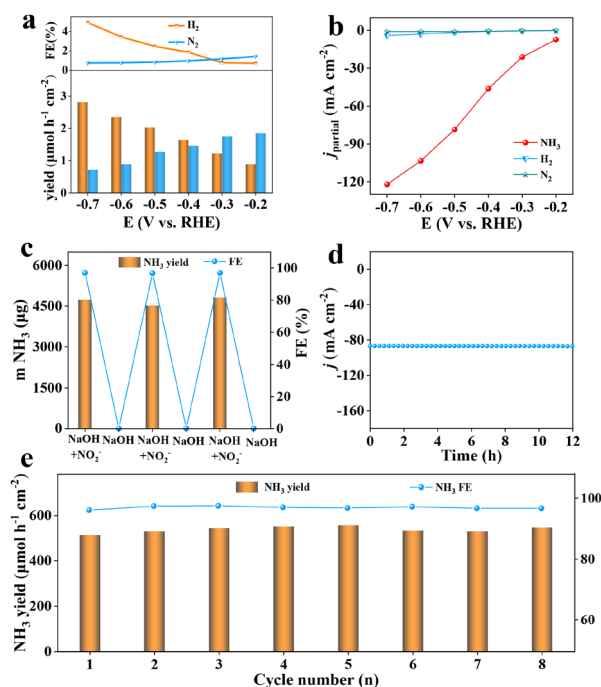 a
FE(%)
4
2
0
H₂
N₂
yield (μmol h⁻¹ cm⁻²)
3
2
1
0
-0.7 -0.6 -0.5 -0.4 -0.3 -0.2
E (V vs. RHE)
b
jpartial (mA cm⁻²)
0
-30
-60
-90
-120
NH₃
H₂
N₂
-0.7 -0.6 -0.5 -0.4 -0.3 -0.2
E (V vs. RHE)
c
NH₃ yield FE
m NH₃ (μg)
6000
4500
3000
1500
0
FE (%)
100
80
60
40
20
0
NaOH NaOH NaOH NaOH NaOH NaOH
+NO₂⁻ +NO₂⁻ +NO₂⁻
d
j (mA cm⁻²)
0
-40
-80
-120
-160
0 2 4 6 8 10 12
Time (h)
e
NH₃ yield NH₃ FE
NH₃ yield (μmol h⁻¹ cm⁻²)
600
400
200
0
FE (%)
100
90
80
60
1 2 3 4 5 6 7 8
Cycle number (n)